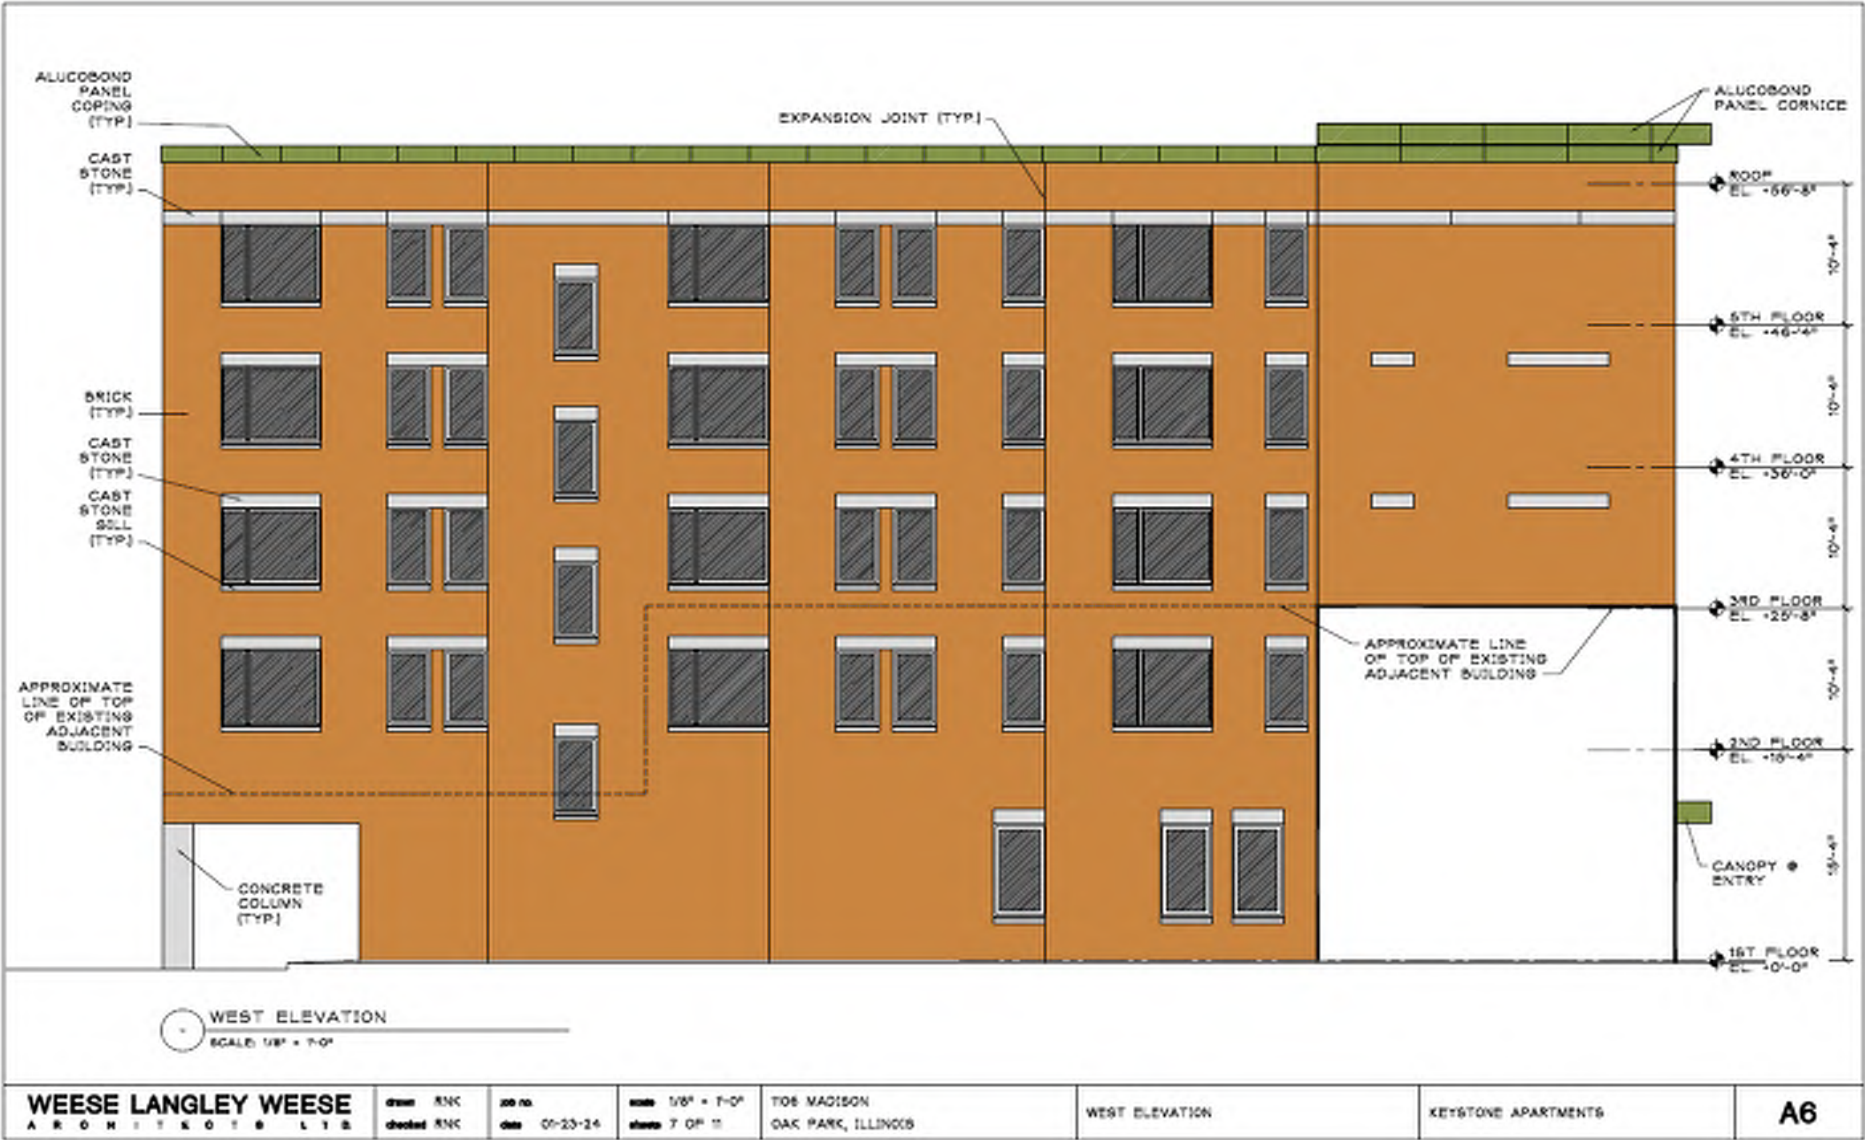 ALUCOBOND
PANEL
COPING
(TYP.)
CAST
STONE
(TYP.)
BRICK
(TYP.)
CAST
STONE
(TYP.)
CAST
STONE
SILL
(TYP.)
APPROXIMATE
LINE OF TOP
OF EXISTING
ADJACENT
BUILDING
CONCRETE
COLUMN
(TYP.)
EXPANSION JOINT (TYP.)
ALUCOBOND
PANEL CORNICE
ROOF
EL. +56'-8"
10'-4"
5TH FLOOR
EL. +46'-4"
10'-4"
4TH FLOOR
EL. +36'-0"
10'-4"
3RD FLOOR
EL. +25'-8"
APPROXIMATE LINE
OF TOP OF EXISTING
ADJACENT BUILDING
10'-4"
2ND FLOOR
EL. +15'-4"
15'-4"
CANOPY @
ENTRY
1ST FLOOR
EL. +0'-0"
WEST ELEVATION
SCALE: 1/8" = 1'-0"
WEESE LANGLEY WEESE
ARCHITECTS LTD.
drawn RNK
checked RNK
job no.
date 01-23-24
scale 1/8" = 1'-0"
sheets 7 OF 11
1106 MADISON
OAK PARK, ILLINOIS
WEST ELEVATION
KEYSTONE APARTMENTS
A6